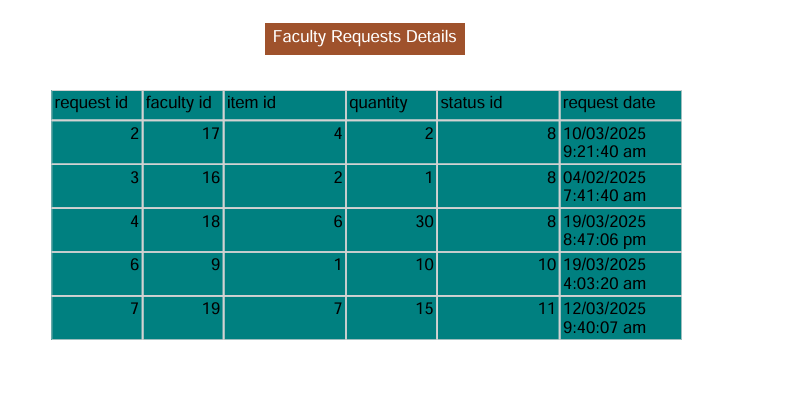 Faculty Requests Details
request id faculty id item id quantity status id request date
2 17 4 2 8 10/03/2025
9:21:40 am
3 16 2 1 8 04/02/2025
7:41:40 am
4 18 6 30 8 19/03/2025
8:47:06 pm
6 9 1 10 10 19/03/2025
4:03:20 am
7 19 7 15 11 12/03/2025
9:40:07 am